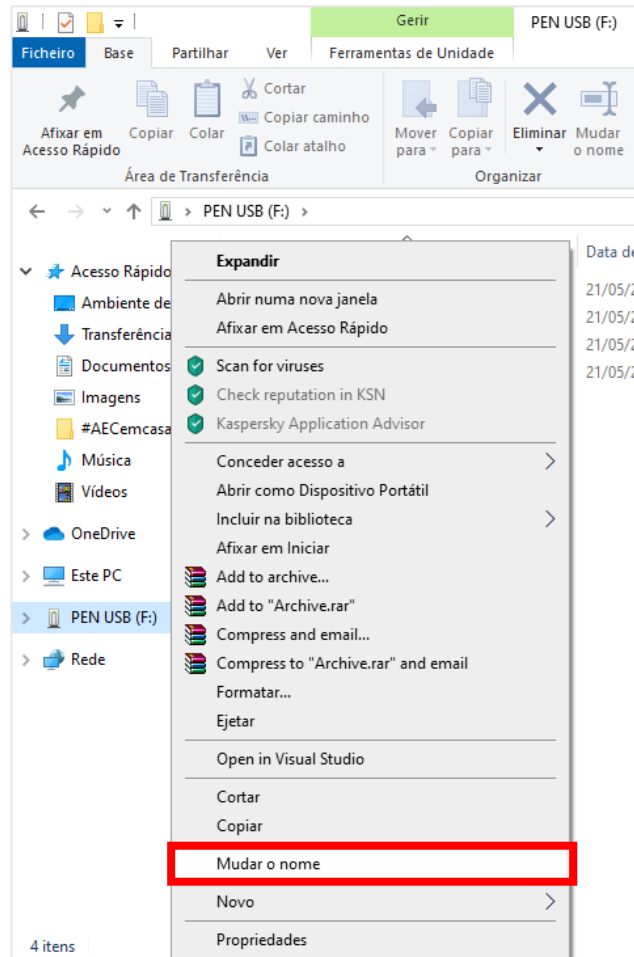 Gerir
PEN USB (F:)
Ficheiro
Base
Partilhar
Ver
Ferramentas de Unidade
Afixar em
Acesso Rápido
Copiar
Colar
Cortar
Copiar caminho
Colar atalho
Mover
para
Copiar
para
Eliminar
Mudar
o nome
Área de Transferência
Organizar
PEN USB (F:)
Data de
21/05/2
21/05/2
21/05/2
21/05/2
Acesso Rápido
Ambiente de
Transferência
Documentos
Imagens
#AECemcasa
Música
Vídeos
OneDrive
Este PC
PEN USB (F:)
Rede
4 itens
Expandir
Abrir numa nova janela
Afixar em Acesso Rápido
Scan for viruses
Check reputation in KSN
Kaspersky Application Advisor
Conceder acesso a
Abrir como Dispositivo Portátil
Incluir na biblioteca
Afixar em Iniciar
Add to archive...
Add to "Archive.rar"
Compress and email...
Compress to "Archive.rar" and email
Formatar...
Ejetar
Open in Visual Studio
Cortar
Copiar
Mudar o nome
Novo
Propriedades